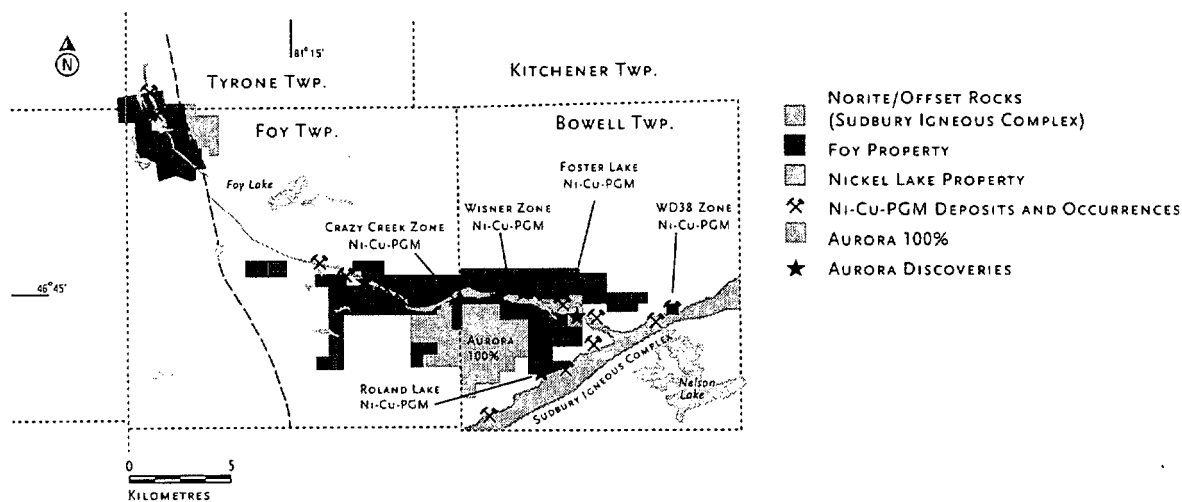 N
81° 15'
TYRONE TWP.
KITCHENER TWP.
FOY TWP.
BOWELL TWP.
Foy Lake
FOSTER LAKE
NI-CU-PGM
WISNER ZONE
NI-CU-PGM
WD38 ZONE
NI-CU-PGM
CRAZY CREEK ZONE
NI-CU-PGM
46° 45'
AURORA
100%
ROLAND LAKE
NI-CU-PGM
SUDBURY IGNEOUS COMPLEX
Nelson
Lake
0 5
KILOMETRES
NORITE/OFFSET ROCKS
(SUDBURY IGNEOUS COMPLEX)
FOY PROPERTY
NICKEL LAKE PROPERTY
NI-CU-PGM DEPOSITS AND OCCURRENCES
AURORA 100%
AURORA DISCOVERIES